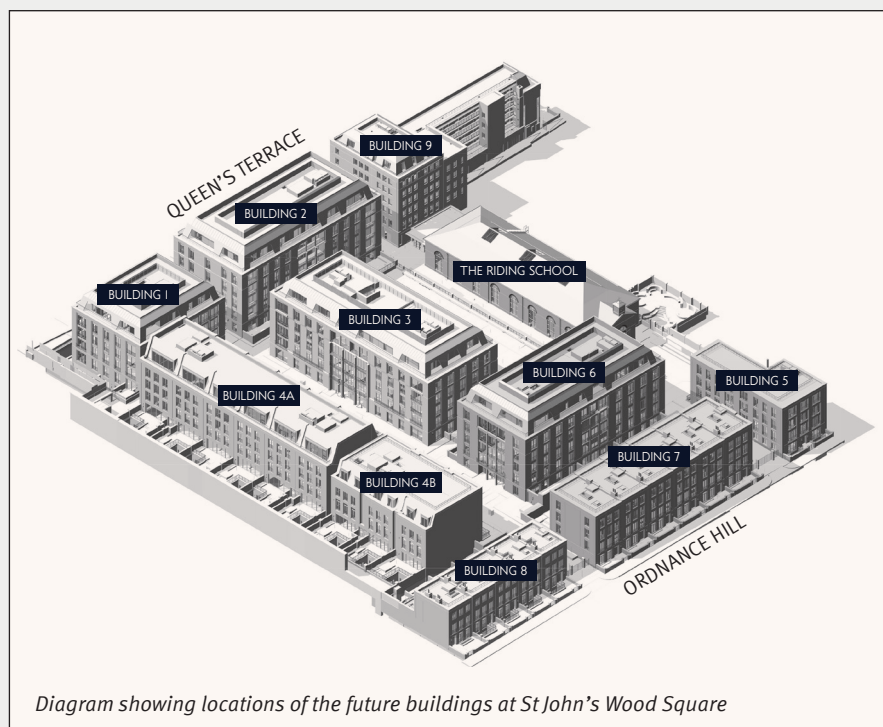 BUILDING 9
QUEEN'S TERRACE
BUILDING 2
THE RIDING SCHOOL
BUILDING 1
BUILDING 3
BUILDING 6
BUILDING 5
BUILDING 4A
BUILDING 7
BUILDING 4B
ORDNANCE HILL
BUILDING 8
Diagram showing locations of the future buildings at St John's Wood Square